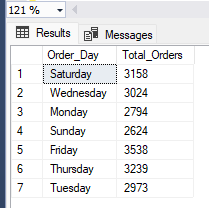 121 %
Results Messages
Order_Day Total_Orders
1 Saturday 3158
2 Wednesday 3024
3 Monday 2794
4 Sunday 2624
5 Friday 3538
6 Thursday 3239
7 Tuesday 2973